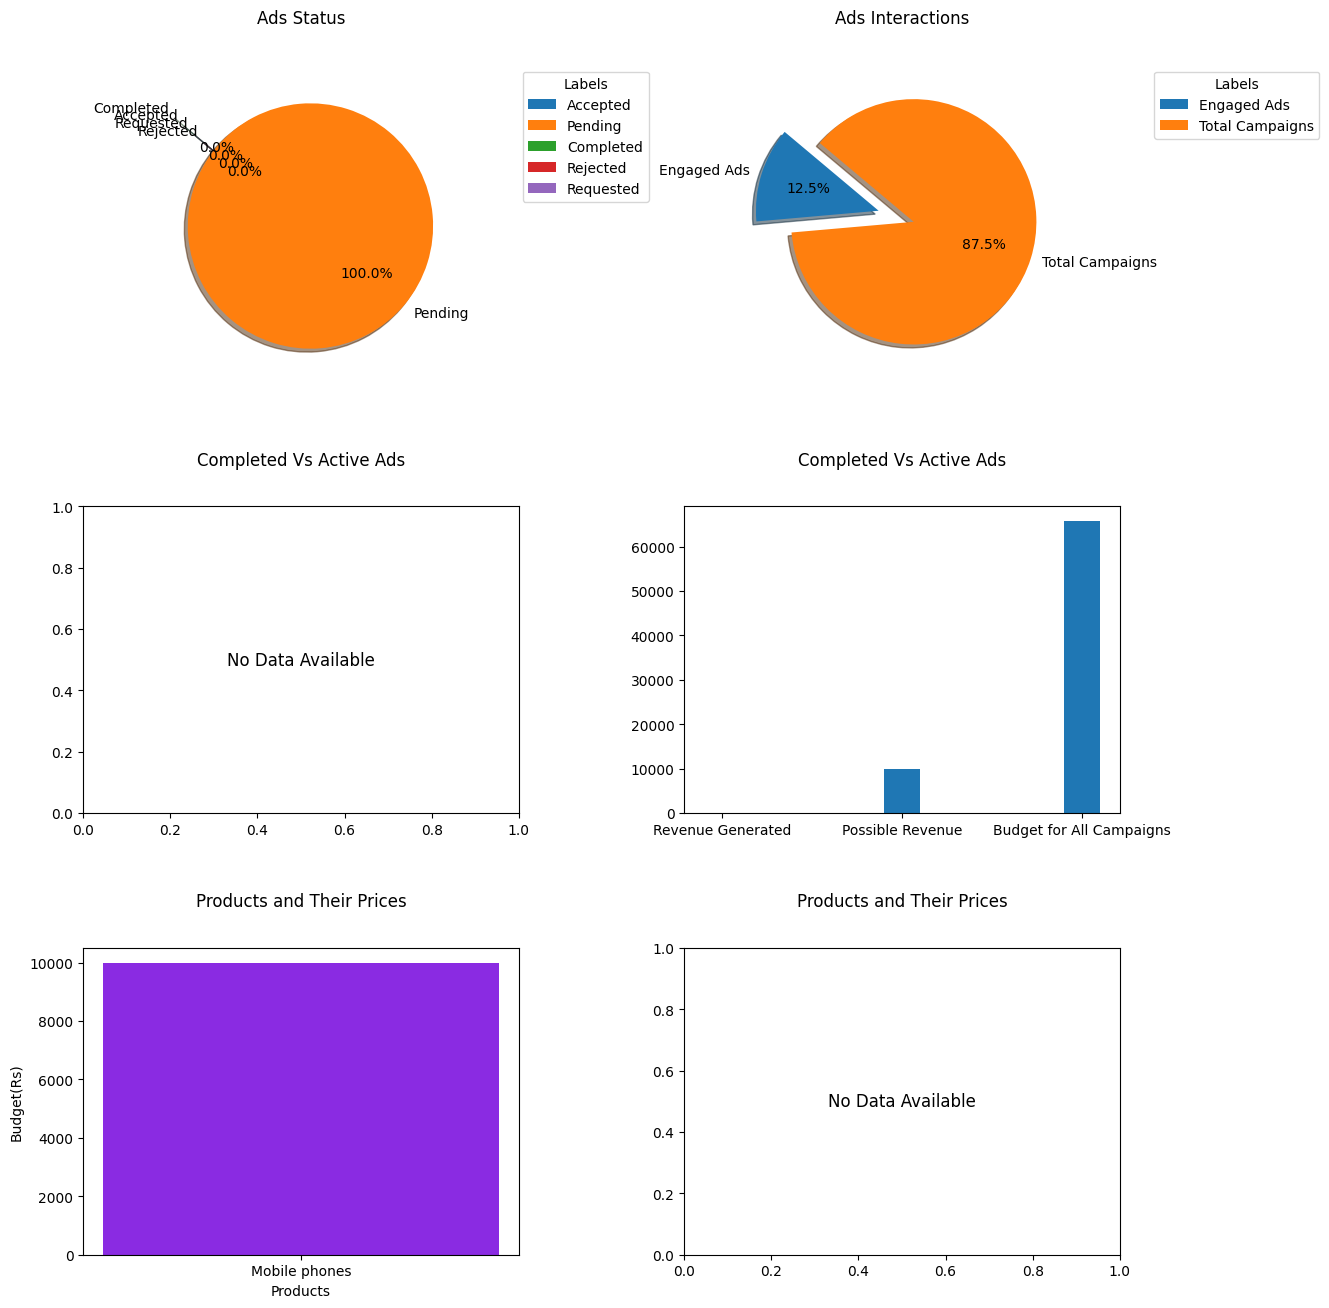 Ads Status
Completed
Accepted
Requested
Rejected
0.0%
0.0%
0.0%
0.0%
100.0%
Pending
Labels
Accepted
Pending
Completed
Rejected
Requested
Ads Interactions
Engaged Ads
12.5%
87.5%
Total Campaigns
Labels
Engaged Ads
Total Campaigns
Completed Vs Active Ads
1.0
0.8
0.6
0.4
0.2
0.0
No Data Available
0.0 0.2 0.4 0.6 0.8 1.0
Completed Vs Active Ads
60000
50000
40000
30000
20000
10000
0
Revenue Generated Possible Revenue Budget for All Campaigns
Products and Their Prices
Budget(Rs)
10000
8000
6000
4000
2000
0
Mobile phones
Products
Products and Their Prices
1.0
0.8
0.6
0.4
0.2
0.0
No Data Available
0.0 0.2 0.4 0.6 0.8 1.0